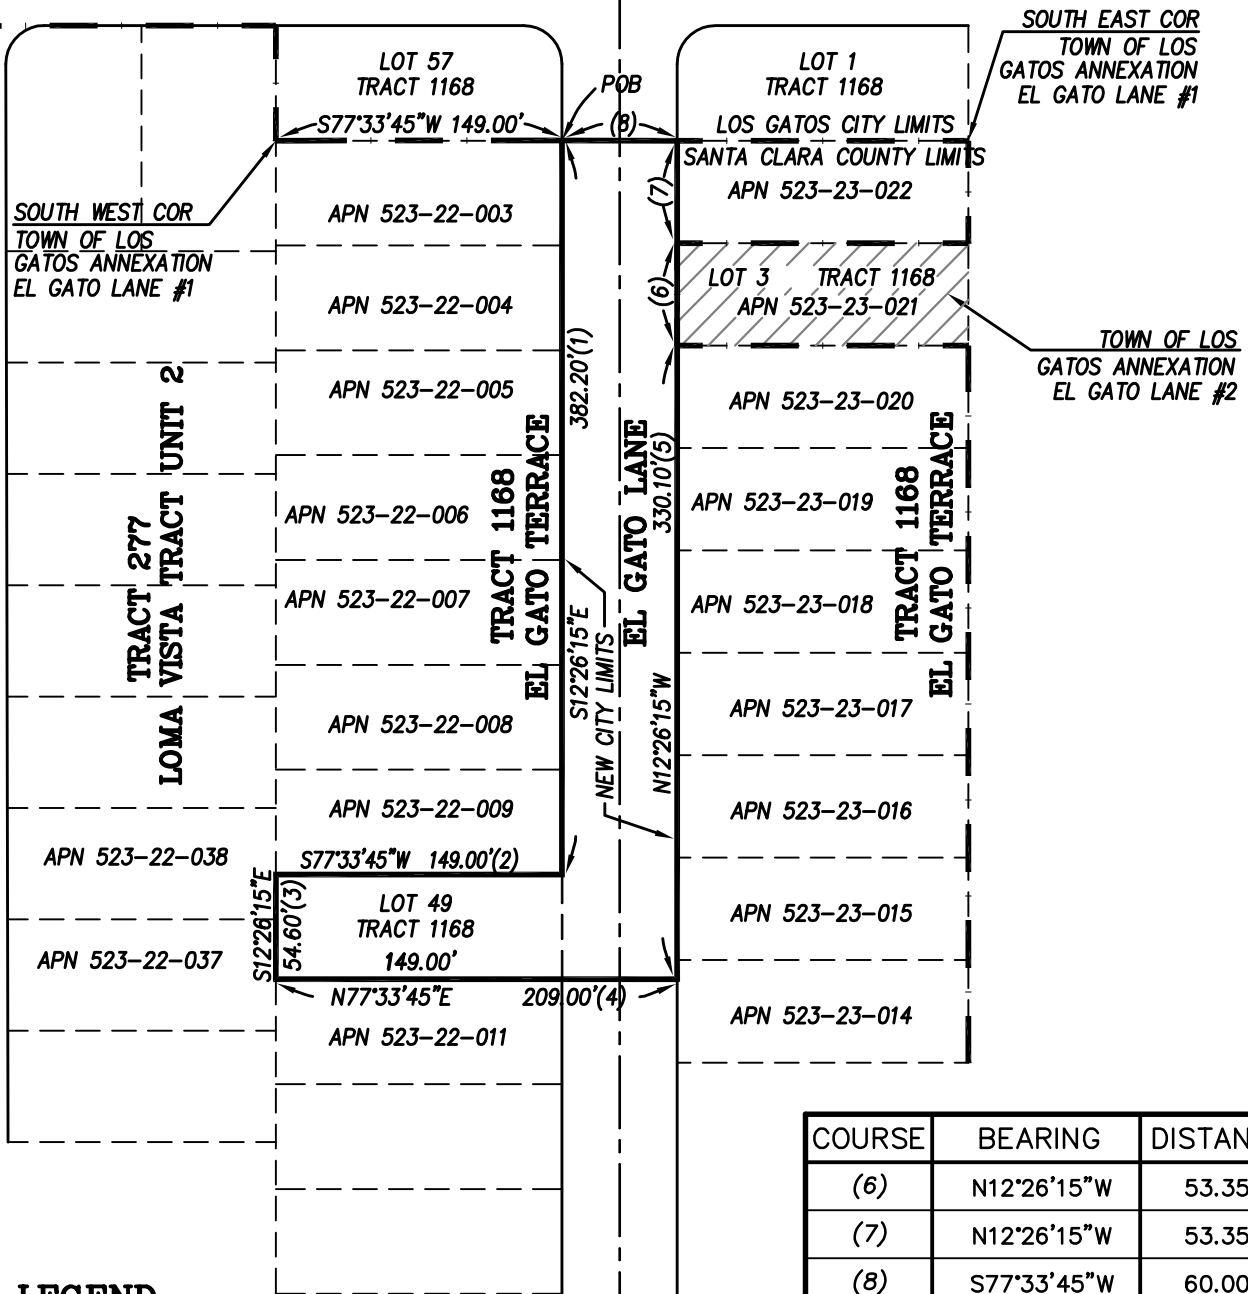 SOUTH EAST COR
TOWN OF LOS
GATOS ANNEXATION
EL GATO LANE #1
LOT 57
TRACT 1168
LOT 1
TRACT 1168
POB
S77°33'45"W 149.00'
(8)
LOS GATOS CITY LIMITS
SANTA CLARA COUNTY LIMITS
(7)
APN 523-23-022
SOUTH WEST COR
TOWN OF LOS
GATOS ANNEXATION
EL GATO LANE #1
APN 523-22-003
APN 523-22-004
(6)
LOT 3 TRACT 1168
APN 523-23-021
TOWN OF LOS
GATOS ANNEXATION
EL GATO LANE #2
APN 523-22-005
382.20'(1)
APN 523-23-020
TRACT 277
LOMA VISTA TRACT UNIT 2
APN 523-22-006
TRACT 1168
EL GATO TERRACE
EL GATO LANE
330.10'(5)
APN 523-23-019
TRACT 1168
EL GATO TERRACE
APN 523-22-007
S12°26'15"E
NEW CITY LIMITS
N12°26'15"W
APN 523-23-018
APN 523-22-008
APN 523-23-017
APN 523-22-009
APN 523-23-016
APN 523-22-038
S77°33'45"W 149.00'(2)
S12°26'15"E
54.60'(3)
LOT 49
TRACT 1168
149.00'
APN 523-23-015
APN 523-22-037
N77°33'45"E 209.00'(4)
APN 523-23-014
APN 523-22-011
COURSE BEARING DISTAN
(6) N12°26'15"W 53.35
(7) N12°26'15"W 53.35
(8) S77°33'45"W 60.00
LEGEND